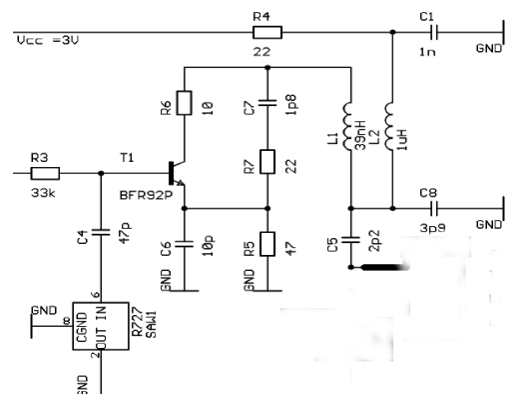 R4
C1
Vcc =3V
22
1n
GND
R6
10
C7
1p8
L1
39nH
L2
1uH
R3
T1
R7
22
33k
BFR92P
C4
47p
C6
10p
R5
47
C5
2p2
C8
3p9
GND
GND
GND
GND
6
8
CGND
OUT IN
R727
SAW1
2
GND